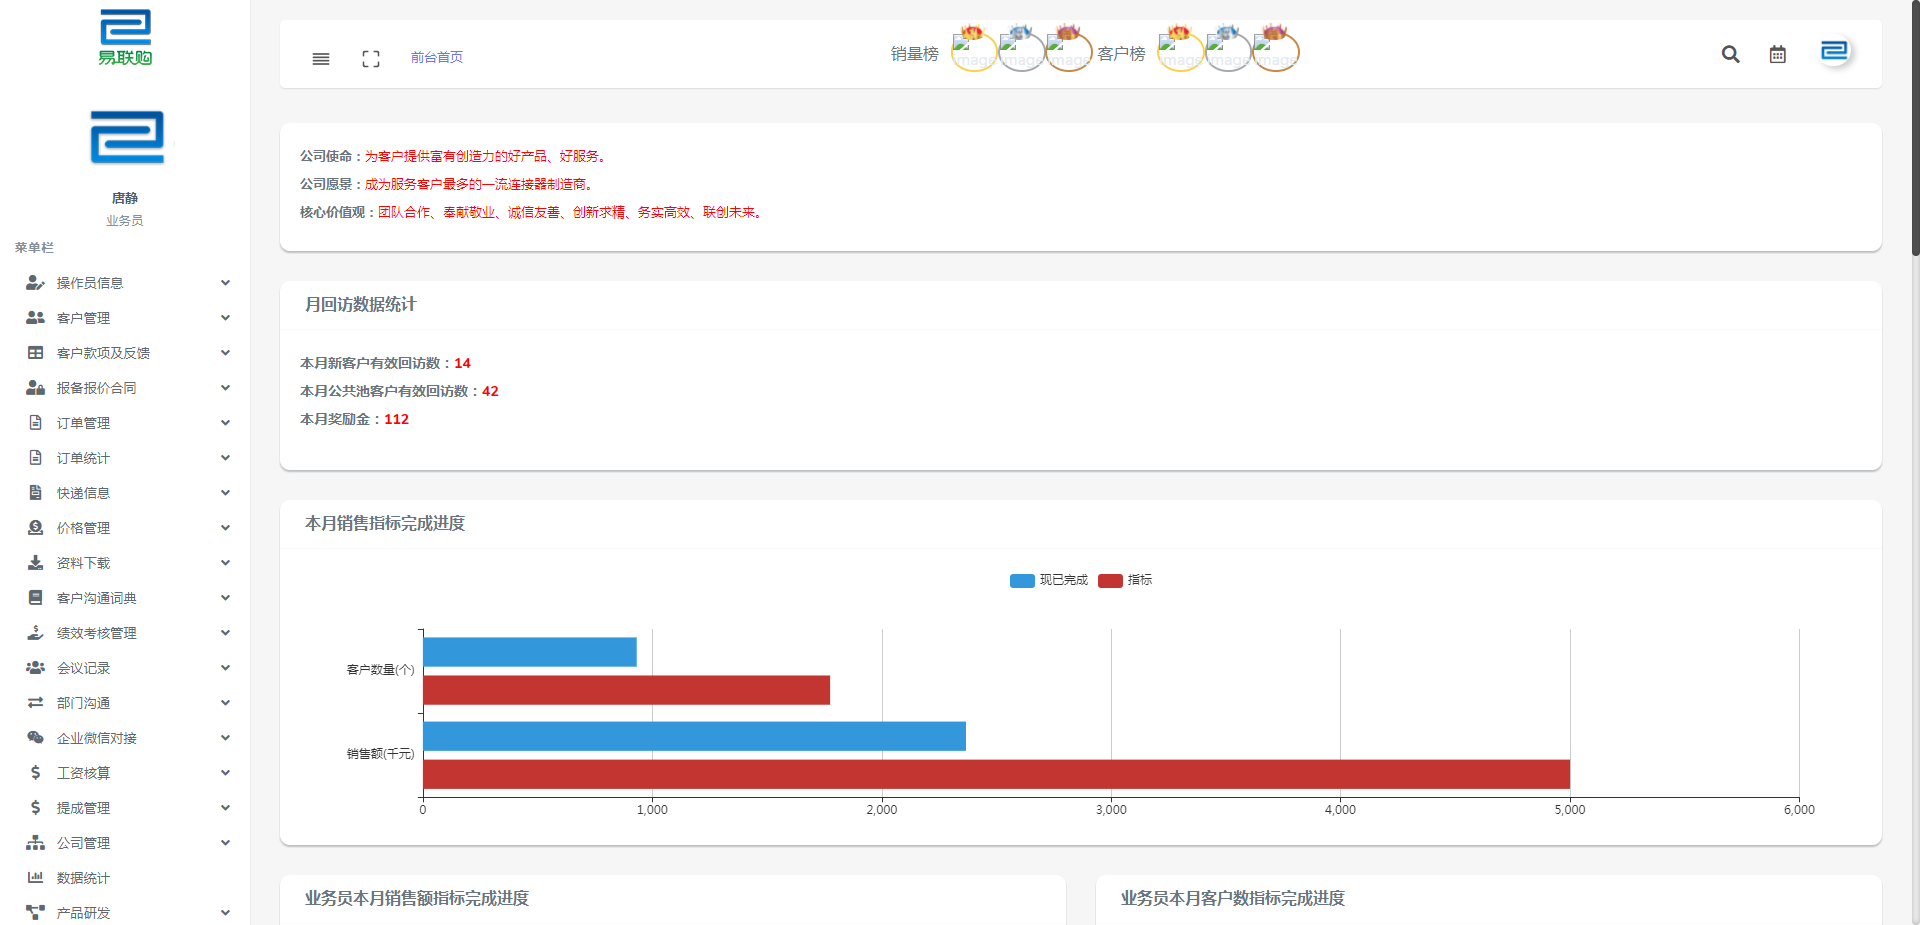 易联购
唐静
业务员
菜单栏
操作员信息
客户管理
客户款项及反馈
报备报价合同
订单管理
订单统计
快递信息
价格管理
资料下载
客户沟通词典
绩效考核管理
会议记录
部门沟通
企业微信对接
工资核算
提成管理
公司管理
数据统计
产品研发
前台首页
销量榜 image image image 客户榜 image image image
公司使命：为客户提供富有创造力的好产品、好服务。
公司愿景：成为服务客户最多的一流连接器制造商。
核心价值观：团队合作、奉献敬业、诚信友善、创新求精、务实高效、联创未来。
月回访数据统计
本月新客户有效回访数：14
本月公共池客户有效回访数：42
本月奖励金：112
本月销售指标完成进度
现已完成 指标
客户数量(个)
销售额(千元)
0 1,000 2,000 3,000 4,000 5,000 6,000
业务员本月销售额指标完成进度
业务员本月客户数指标完成进度